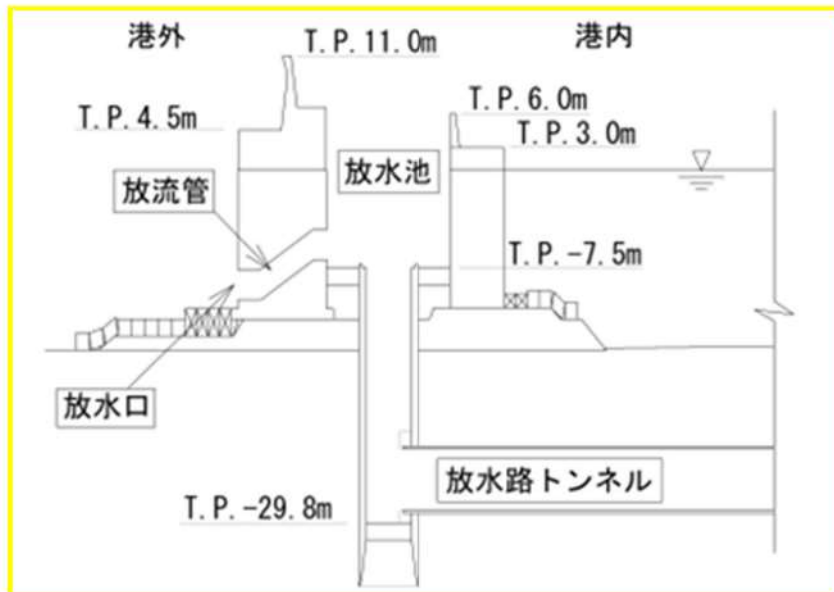 港外
港内
T.P.11.0m
T.P.4.5m
T.P.6.0m
T.P.3.0m
放水池
放流管
T.P.-7.5m
放水口
放水路トンネル
T.P.-29.8m